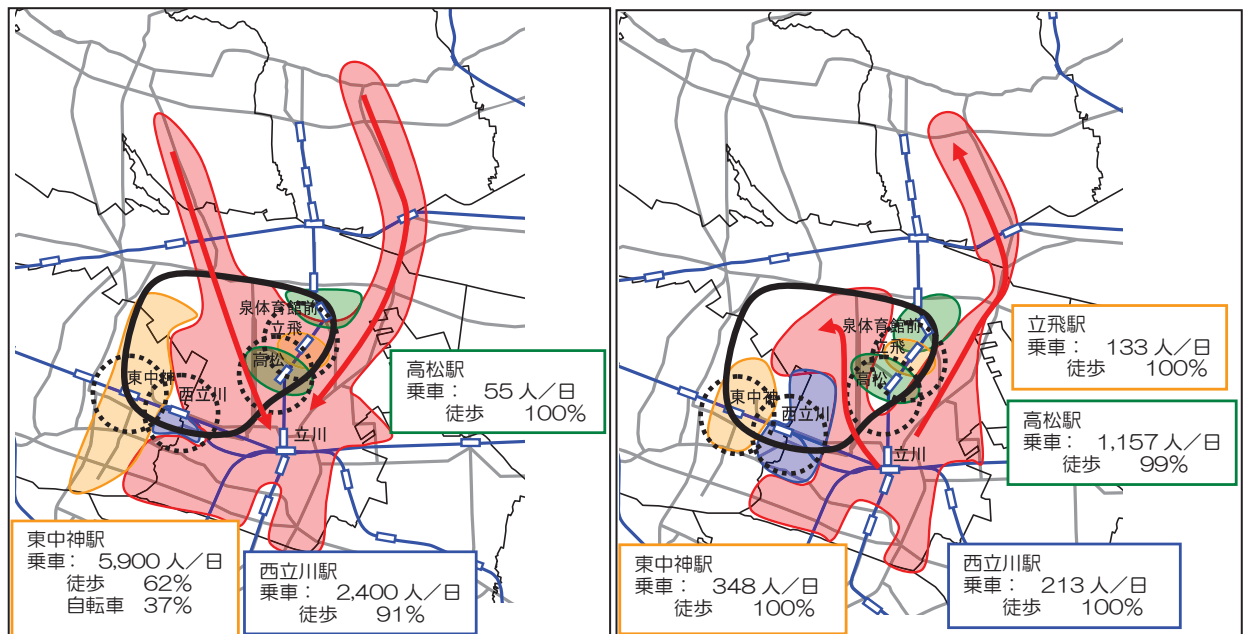 泉体育館前
立飛
高松
東中神
西立川
立川
高松駅
乗車： 55 人／日
徒歩 100%
東中神駅
乗車： 5,900 人／日
徒歩 62%
自転車 37%
西立川駅
乗車： 2,400 人／日
徒歩 91%
泉体育館前
立飛
高松
東中神
西立川
立川
立飛駅
乗車： 133 人／日
徒歩 100%
高松駅
乗車： 1,157 人／日
徒歩 99%
東中神駅
乗車： 348 人／日
徒歩 100%
西立川駅
乗車： 213 人／日
徒歩 100%